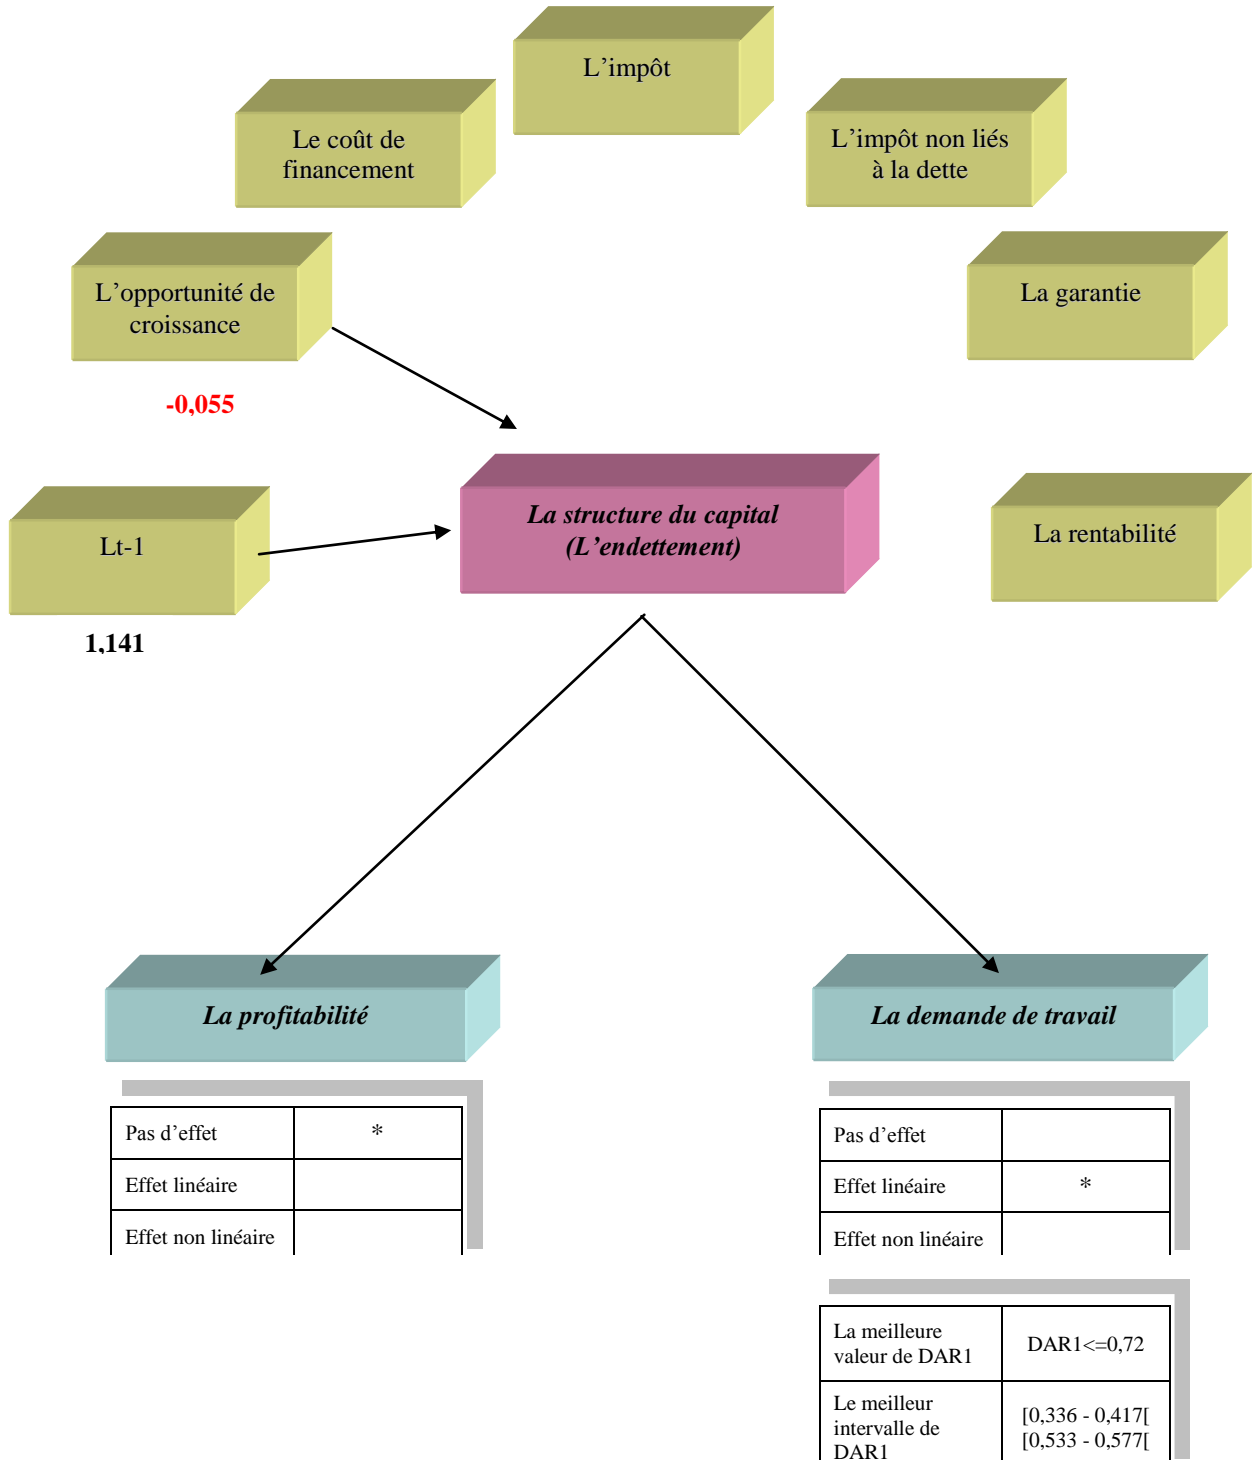 L’impôt
Le coût de
financement
L’impôt non liés
à la dette
L’opportunité de
croissance
La garantie
-0,055
La structure du capital
(L’endettement)
Lt-1
La rentabilité
1,141
La profitabilité
La demande de travail
Pas d’effet *
Effet linéaire
Effet non linéaire
Pas d’effet
Effet linéaire *
Effet non linéaire
La meilleure
valeur de DAR1
DAR1<=0,72
Le meilleur
intervalle de
DAR1
[0,336 - 0,417[
[0,533 - 0,577[